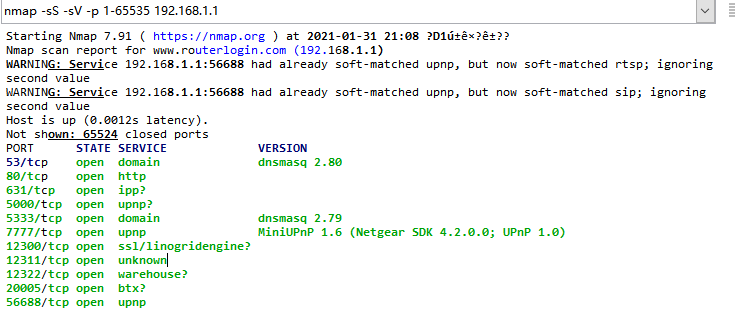 nmap -sS -sV -p 1-65535 192.168.1.1
Starting Nmap 7.91 ( https://nmap.org ) at 2021-01-31 21:08 ?D1ú±ê×?ê±??
Nmap scan report for www.routerlogin.com (192.168.1.1)
WARNING: Service 192.168.1.1:56688 had already soft-matched upnp, but now soft-matched rtsp; ignoring
second value
WARNING: Service 192.168.1.1:56688 had already soft-matched upnp, but now soft-matched sip; ignoring
second value
Host is up (0.0012s latency).
Not shown: 65524 closed ports
PORT STATE SERVICE VERSION
53/tcp open domain dnsmasq 2.80
80/tcp open http
631/tcp open ipp?
5000/tcp open upnp?
5333/tcp open domain dnsmasq 2.79
7777/tcp open upnp MiniUPnP 1.6 (Netgear SDK 4.2.0.0; UPnP 1.0)
12300/tcp open ssl/linogridengine?
12311/tcp open unknown
12322/tcp open warehouse?
20005/tcp open btx?
56688/tcp open upnp